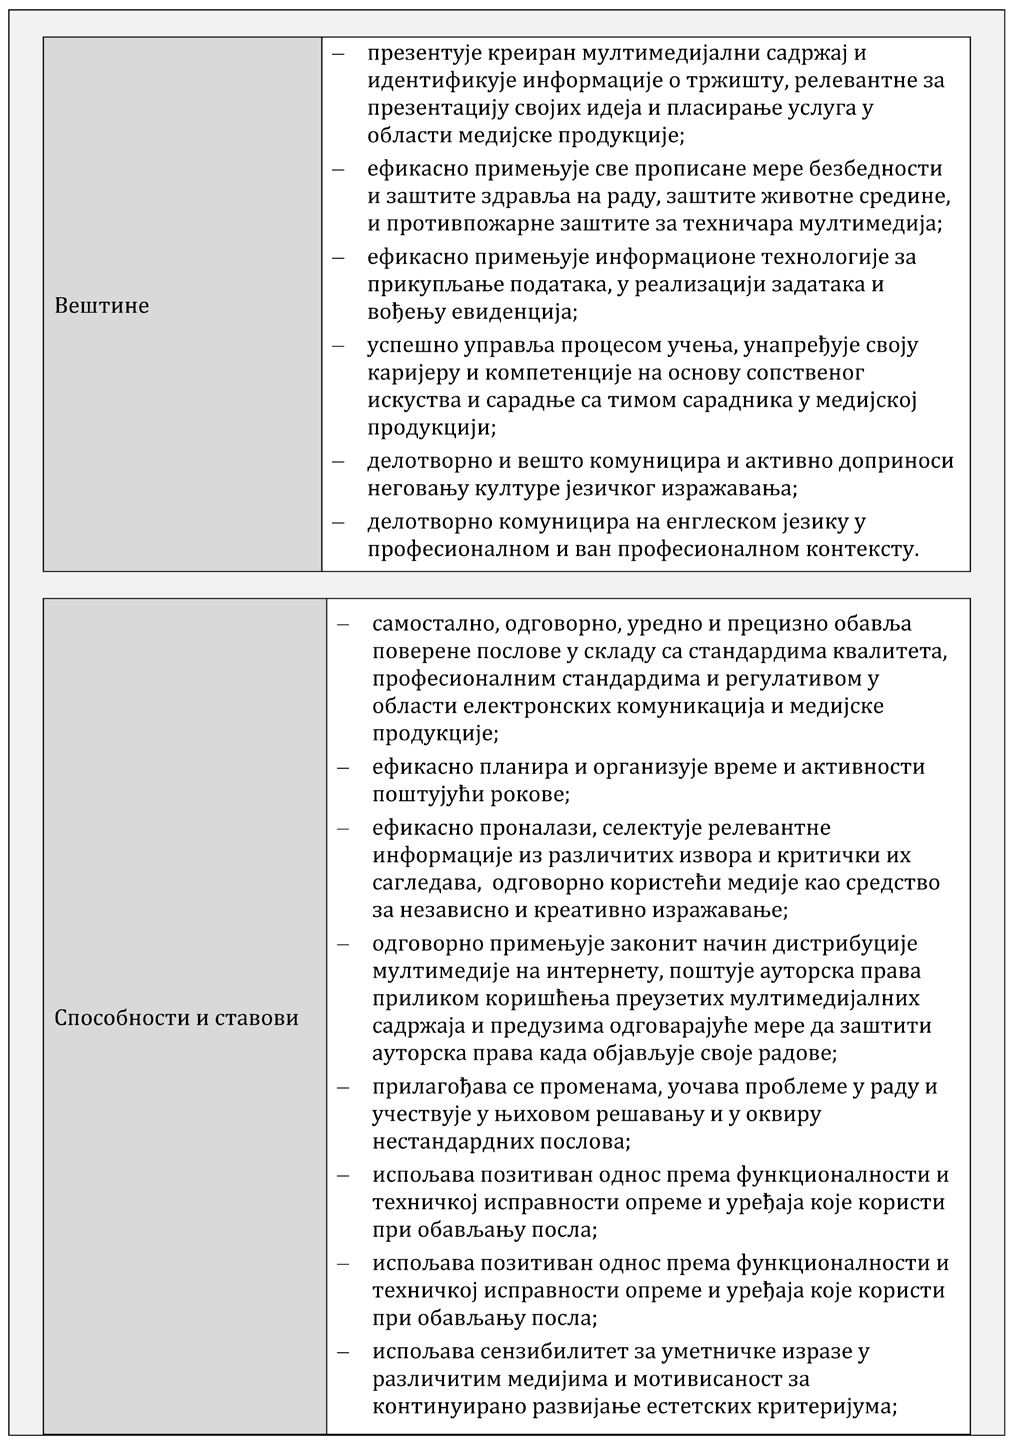 Вештине
– презентује креиран мултимедијални садржај и
идентификује информације о тржишту, релевантне за
презентацију својих идеја и пласирање услуга у
области медијске продукције;
– ефикасно примењује све прописане мере безбедности
и заштите здравља на раду, заштите животне средине,
и противпожарне заштите за техничара мултимедија;
– ефикасно примењује информационе технологије за
прикупљање података, у реализацији задатака и
вођењу евиденција;
– успешно управља процесом учења, унапређује своју
каријеру и компетенције на основу сопственог
искуства и сарадње са тимом сарадника у медијској
продукцији;
– делотворно и вешто комуницира и активно доприноси
неговању културе језичког изражавања;
– делотворно комуницира на енглеском језику у
професионалном и ван професионалном контексту.
Способности и ставови
– самостално, одговорно, уредно и прецизно обавља
поверене послове у складу са стандардима квалитета,
професионалним стандардима и регулативом у
области електронских комуникација и медијске
продукције;
– ефикасно планира и организује време и активности
поштујући рокове;
– ефикасно проналази, селектује релевантне
информације из различитих извора и критички их
сагледава, одговорно користећи медије као средство
за независно и креативно изражавање;
– одговорно примењује законит начин дистрибуције
мултимедије на интернету, поштује ауторска права
приликом коришћења преузетих мултимедијалних
садржаја и предузима одговарајуће мере да заштити
ауторска права када објављује своје радове;
– прилагођава се променама, уочава проблеме у раду и
учествује у њиховом решавању и у оквиру
нестандардних послова;
– испољава позитиван однос према функционалности и
техничкој исправности опреме и уређаја које користи
при обављању посла;
– испољава позитиван однос према функционалности и
техничкој исправности опреме и уређаја које користи
при обављању посла;
– испољава сензибилитет за уметничке изразе у
различитим медијима и мотивисаност за
континуирано развијање естетских критеријума;